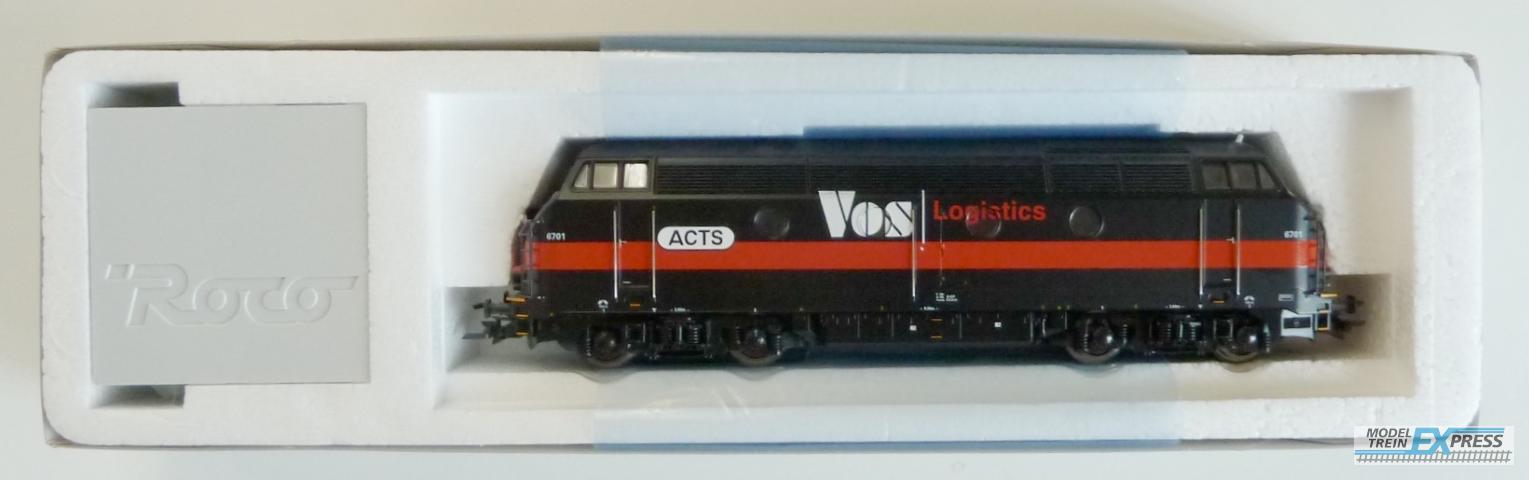 Roco
6701
ACTS
Vos Logistics
6701
MODEL
TREIN EXPRESS